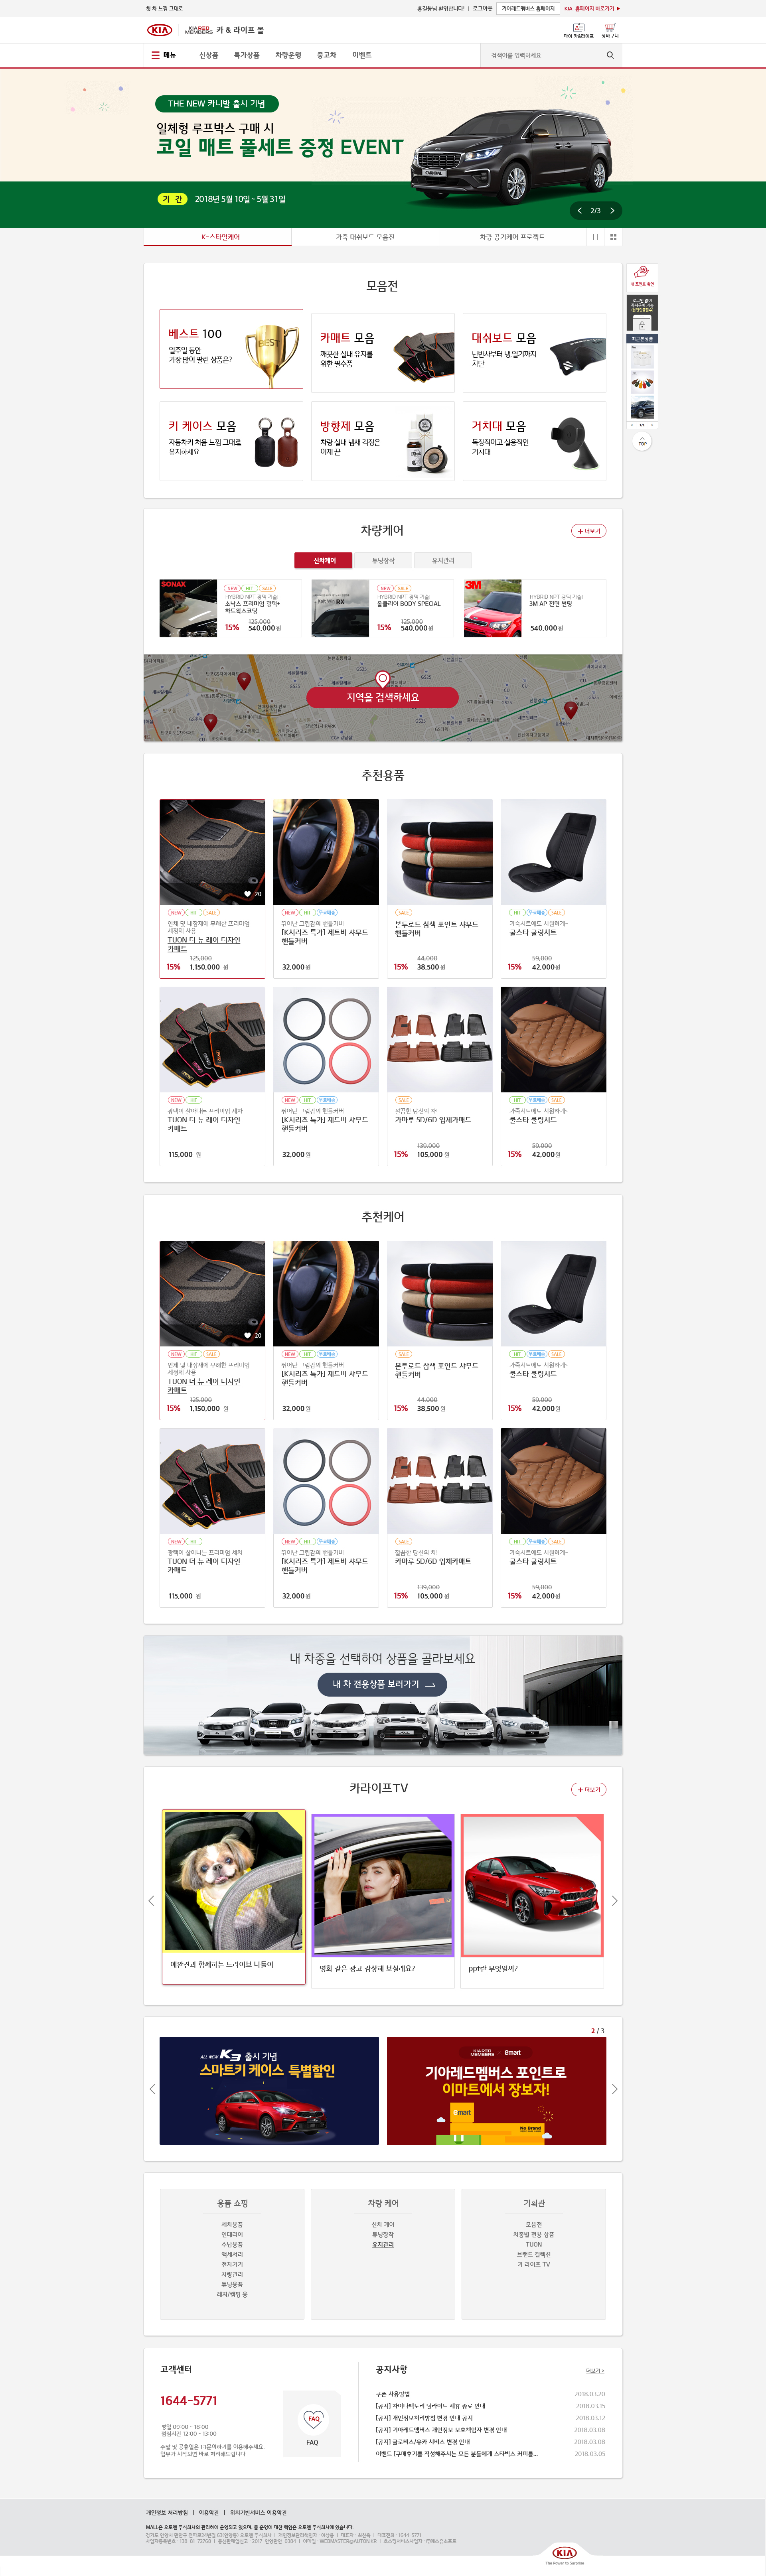 첫 차 느낌 그대로
홍길동님 환영합니다! | 로그아웃
기아레드멤버스 홈페이지
KIA 홈페이지 바로가기 ▶
KIA
KIA RED MEMBERS 카 & 라이프 몰
마이 카&라이프
장바구니
메뉴
신상품
특가상품
차량운행
중고차
이벤트
검색어를 입력하세요
THE NEW 카니발 출시 기념
일체형 루프박스 구매 시
코일 매트 풀세트 증정 EVENT
기 간 2018년 5월 10일 - 5월 31일
CARNIVAL
2/3
K-스타일케어
가죽 대쉬보드 모음전
차량 공기케어 프로젝트
내 포인트 확인
최근본상품
1/1
TOP
모음전
베스트 100
일주일 동안
가장 많이 팔린 상품은?
BEST
카매트 모음
깨끗한 실내 유지를
위한 필수품
대쉬보드 모음
난반사부터 냉,열기까지
차단
키 케이스 모음
자동차키 처음 느낌 그대로
유지하세요
방향제 모음
차량 실내 냄새 걱정은
이제 끝
거치대 모음
독창적이고 실용적인
거치대
차량케어
+ 더보기
신차케어
튜닝장착
유지관리
SONAX
NEW HIT SALE
HYBRID NPT 광택 기술!
소낙스 프리미엄 광택+
하드왁스코팅
125,000
15% 540,000 원
RX
NEW SALE
HYBRID NPT 광택 기술!
올클리어 BODY SPECIAL
125,000
15% 540,000 원
3M
HYBRID NPT 광택 기술!
3M AP 전면 썬팅
540,000 원
지역을 검색하세요
추천용품
20
NEW HIT SALE
인체 및 내장재에 무해한 프리미엄
세정제 사용
TUON 더 뉴 레이 디자인
카매트
125,000
15% 1,150,000 원
NEW HIT 무료배송
뛰어난 그립감의 핸들커버
[K시리즈 특가] 제트비 샤무드
핸들커버
32,000 원
SALE
본투로드 삼색 포인트 샤무드
핸들커버
44,000
15% 38,500 원
HIT 무료배송 SALE
가죽시트에도 시원하게~
쿨스타 쿨링시트
59,000
15% 42,000 원
NEW HIT
광택이 살아나는 프리미엄 세차
TUON 더 뉴 레이 디자인
카매트
115,000 원
NEW HIT 무료배송
뛰어난 그립감의 핸들커버
[K시리즈 특가] 제트비 샤무드
핸들커버
32,000 원
SALE
깔끔한 당신의 차!
카마루 5D/6D 입체카매트
139,000
15% 105,000 원
HIT 무료배송 SALE
가죽시트에도 시원하게~
쿨스타 쿨링시트
59,000
15% 42,000 원
추천케어
20
NEW HIT SALE
인체 및 내장재에 무해한 프리미엄
세정제 사용
TUON 더 뉴 레이 디자인
카매트
125,000
15% 1,150,000 원
NEW HIT 무료배송
뛰어난 그립감의 핸들커버
[K시리즈 특가] 제트비 샤무드
핸들커버
32,000 원
SALE
본투로드 삼색 포인트 샤무드
핸들커버
44,000
15% 38,500 원
HIT 무료배송 SALE
가죽시트에도 시원하게~
쿨스타 쿨링시트
59,000
15% 42,000 원
NEW HIT
광택이 살아나는 프리미엄 세차
TUON 더 뉴 레이 디자인
카매트
115,000 원
NEW HIT 무료배송
뛰어난 그립감의 핸들커버
[K시리즈 특가] 제트비 샤무드
핸들커버
32,000 원
SALE
깔끔한 당신의 차!
카마루 5D/6D 입체카매트
139,000
15% 105,000 원
HIT 무료배송 SALE
가죽시트에도 시원하게~
쿨스타 쿨링시트
59,000
15% 42,000 원
내 차종을 선택하여 상품을 골라보세요
내 차 전용상품 보러가기
카라이프TV
+ 더보기
애완견과 함께하는 드라이브 나들이
영화 같은 광고 감상해 보실래요?
ppf란 무엇일까?
2 / 3
ALL NEW K3 출시 기념
스마트키 케이스 특별할인
KIA RED MEMBERS × emart
기아레드멤버스 포인트로
이마트에서 장보자!
emart
No Brand
용품 쇼핑
세차용품
인테리어
수납용품
액세서리
전자기기
차량관리
튜닝용품
레저/캠핑 용
차량 케어
신차 케어
튜닝장착
유지관리
기획관
모음전
차종별 전용 상품
TUON
브랜드 컬렉션
카 라이프 TV
고객센터
1644-5771
평일 09:00 - 18:00
점심시간 12:00 - 13:00
주말 및 공휴일은 1:1문의하기를 이용해주세요.
업무가 시작되면 바로 처리해드립니다
FAQ
FAQ
공지사항
더보기 >
쿠폰 사용방법 2018.03.20
[공지] 차이나팩토리 딜라이트 제휴 종료 안내 2018.03.15
[공지] 개인정보처리방침 변경 안내 공지 2018.03.12
[공지] 기아레드멤버스 개인정보 보호책임자 변경 안내 2018.03.08
[공지] 글로비스/유카 서비스 변경 안내 2018.03.08
이벤트 [구매후기를 작성해주시는 모든 분들에게 스타벅스 커피를... 2018.03.05
개인정보 처리방침 | 이용약관 | 위치기반서비스 이용약관
KIA
The Power to Surprise